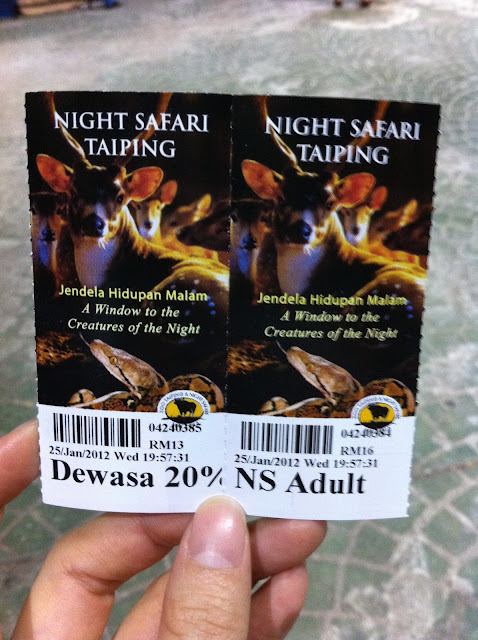 NIGHT SAFARI
TAIPING
Jendela Hidupan Malam
A Window to the
Creatures of the Night
04240385
RM13
25/Jan/2012 Wed 19:57:31
Dewasa 20%
NIGHT SAFARI
TAIPING
Jendela Hidupan Malam
A Window to the
Creatures of the Night
04240384
RM16
25/Jan/2012 Wed 19:57:31
NS Adult